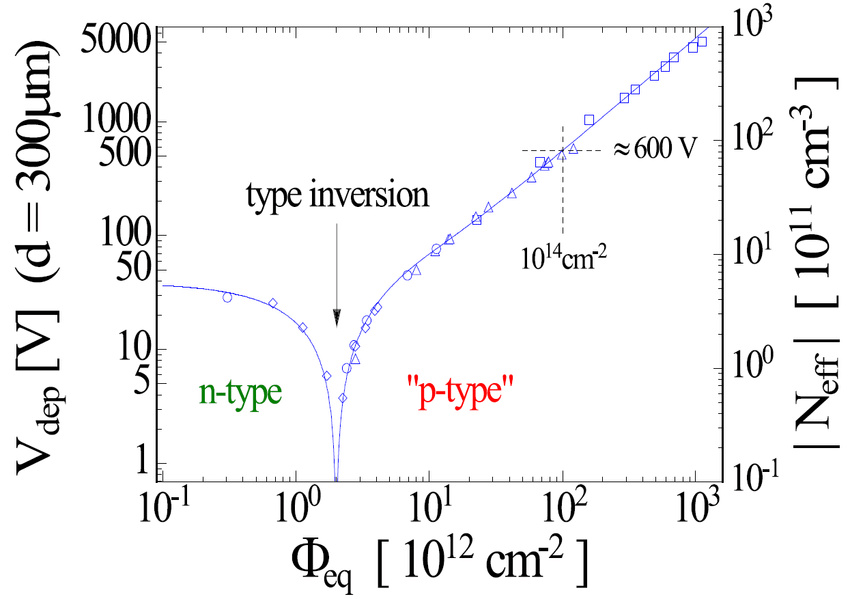 V_dep [V] (d = 300μm)
5000
1000
500
100
50
10
5
1
type inversion
n-type
"p-type"
≈ 600 V
10^14 cm^-2
10^3
10^2
10^1
10^0
10^-1
| N_eff | [ 10^11 cm^-3 ]
10^-1
10^0
10^1
10^2
10^3
Φ_eq [ 10^12 cm^-2 ]